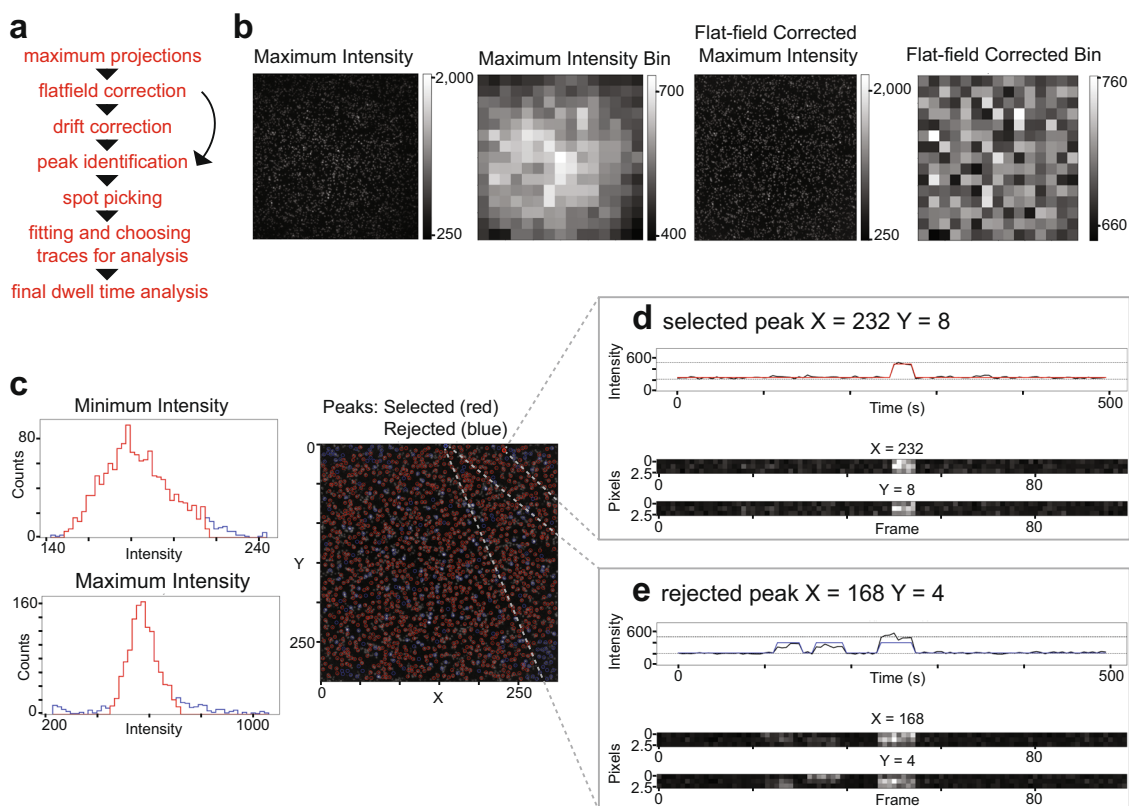 a
maximum projections
flatfield correction
drift correction
peak identification
spot picking
fitting and choosing
traces for analysis
final dwell time analysis
b
Maximum Intensity
2,000
250
Maximum Intensity Bin
700
400
Flat-field Corrected
Maximum Intensity
2,000
250
Flat-field Corrected Bin
760
660
c
Minimum Intensity
Counts
80
0
140
240
Intensity
Maximum Intensity
Counts
160
0
200
1000
Intensity
Peaks: Selected (red)
Rejected (blue)
0
Y
250
0
250
X
d selected peak X = 232 Y = 8
Intensity
600
0
0
500
Time (s)
X = 232
Pixels
0
2.5
0
80
Y = 8
0
2.5
0
80
Frame
e rejected peak X = 168 Y = 4
Intensity
600
0
0
500
Time (s)
X = 168
Pixels
0
2.5
0
80
Y = 4
0
2.5
0
80
Frame